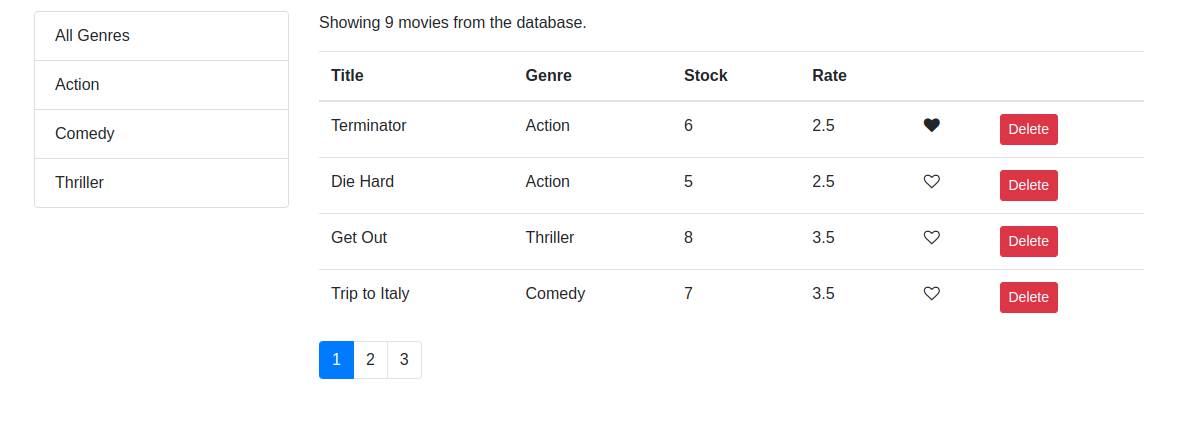 All Genres
Action
Comedy
Thriller
Showing 9 movies from the database.
Title Genre Stock Rate
Terminator Action 6 2.5 Delete
Die Hard Action 5 2.5 Delete
Get Out Thriller 8 3.5 Delete
Trip to Italy Comedy 7 3.5 Delete
1 2 3